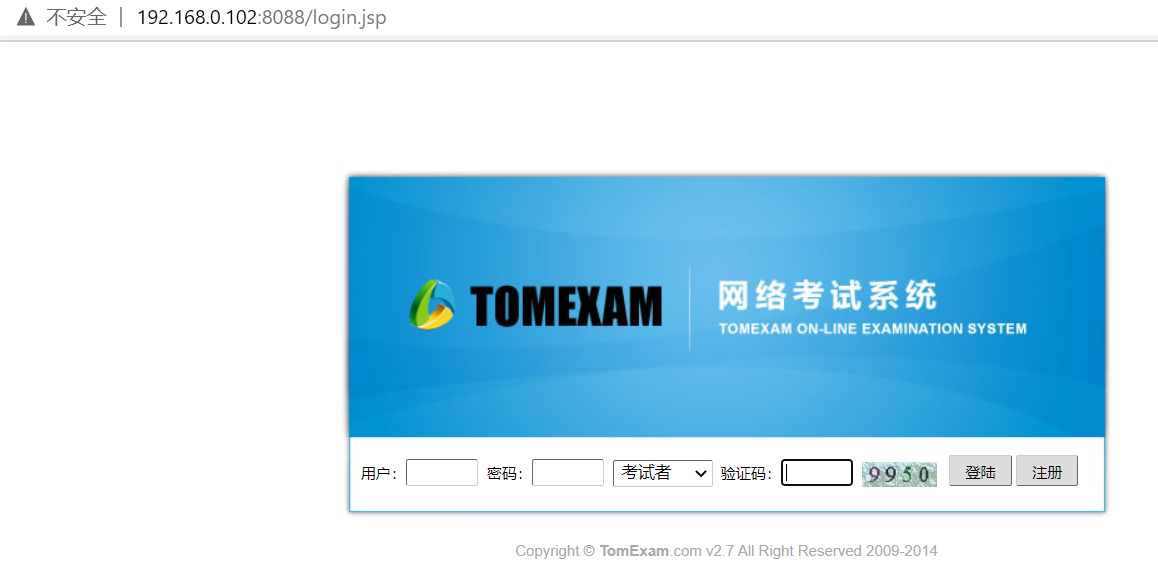 不安全 | 192.168.0.102:8088/login.jsp
TOMEXAM
网络考试系统
TOMEXAM ON-LINE EXAMINATION SYSTEM
用户: 密码: 考试者 验证码: 9950 登陆 注册
Copyright © TomExam.com v2.7 All Right Reserved 2009-2014